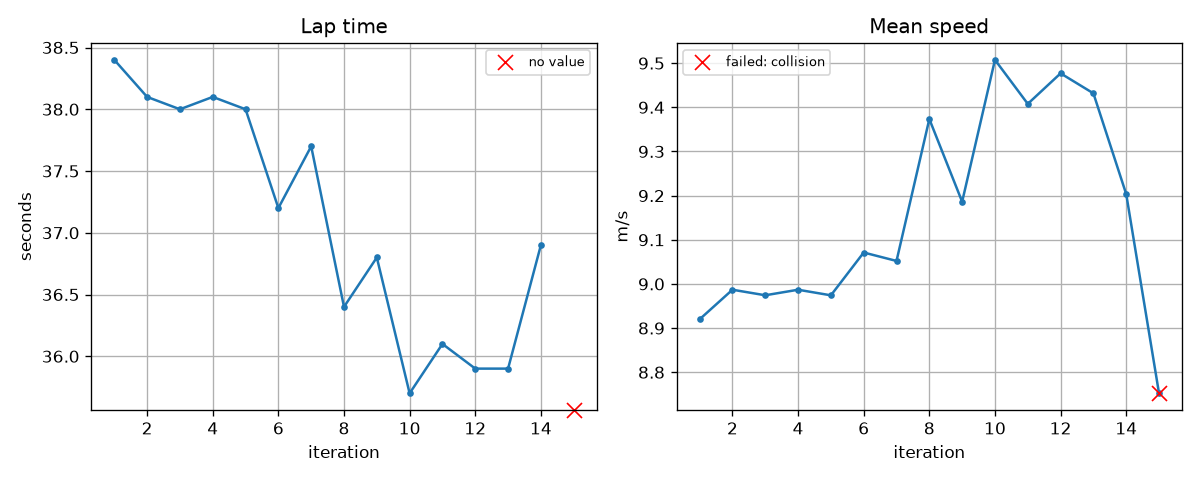 Lap time
38.5
38.0
37.5
37.0
36.5
36.0
seconds
no value
2 4 6 8 10 12 14
iteration
Mean speed
9.5
9.4
9.3
9.2
9.1
9.0
8.9
8.8
m/s
failed: collision
2 4 6 8 10 12 14
iteration